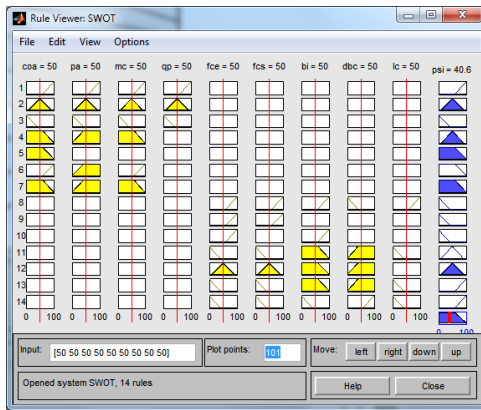 Rule Viewer: SWOT
File Edit View Options
coa = 50 pa = 50 mc = 50 qp = 50 fce = 50 fcs = 50 bi = 50 dbc = 50 lc = 50 psi = 40.6
1
2
3
4
5
6
7
8
9
10
11
12
13
14
0 100 0 100 0 100 0 100 0 100 0 100 0 100 0 100 0 100
0 100
Input: [50 50 50 50 50 50 50 50 50] Plot points: 101 Move: left right down up
Opened system SWOT, 14 rules Help Close